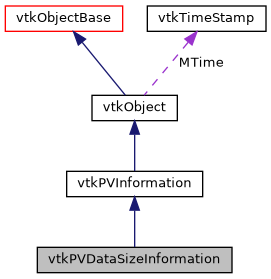 vtkObjectBase
vtkTimeStamp
MTime
vtkObject
vtkPVInformation
vtkPVDataSizeInformation